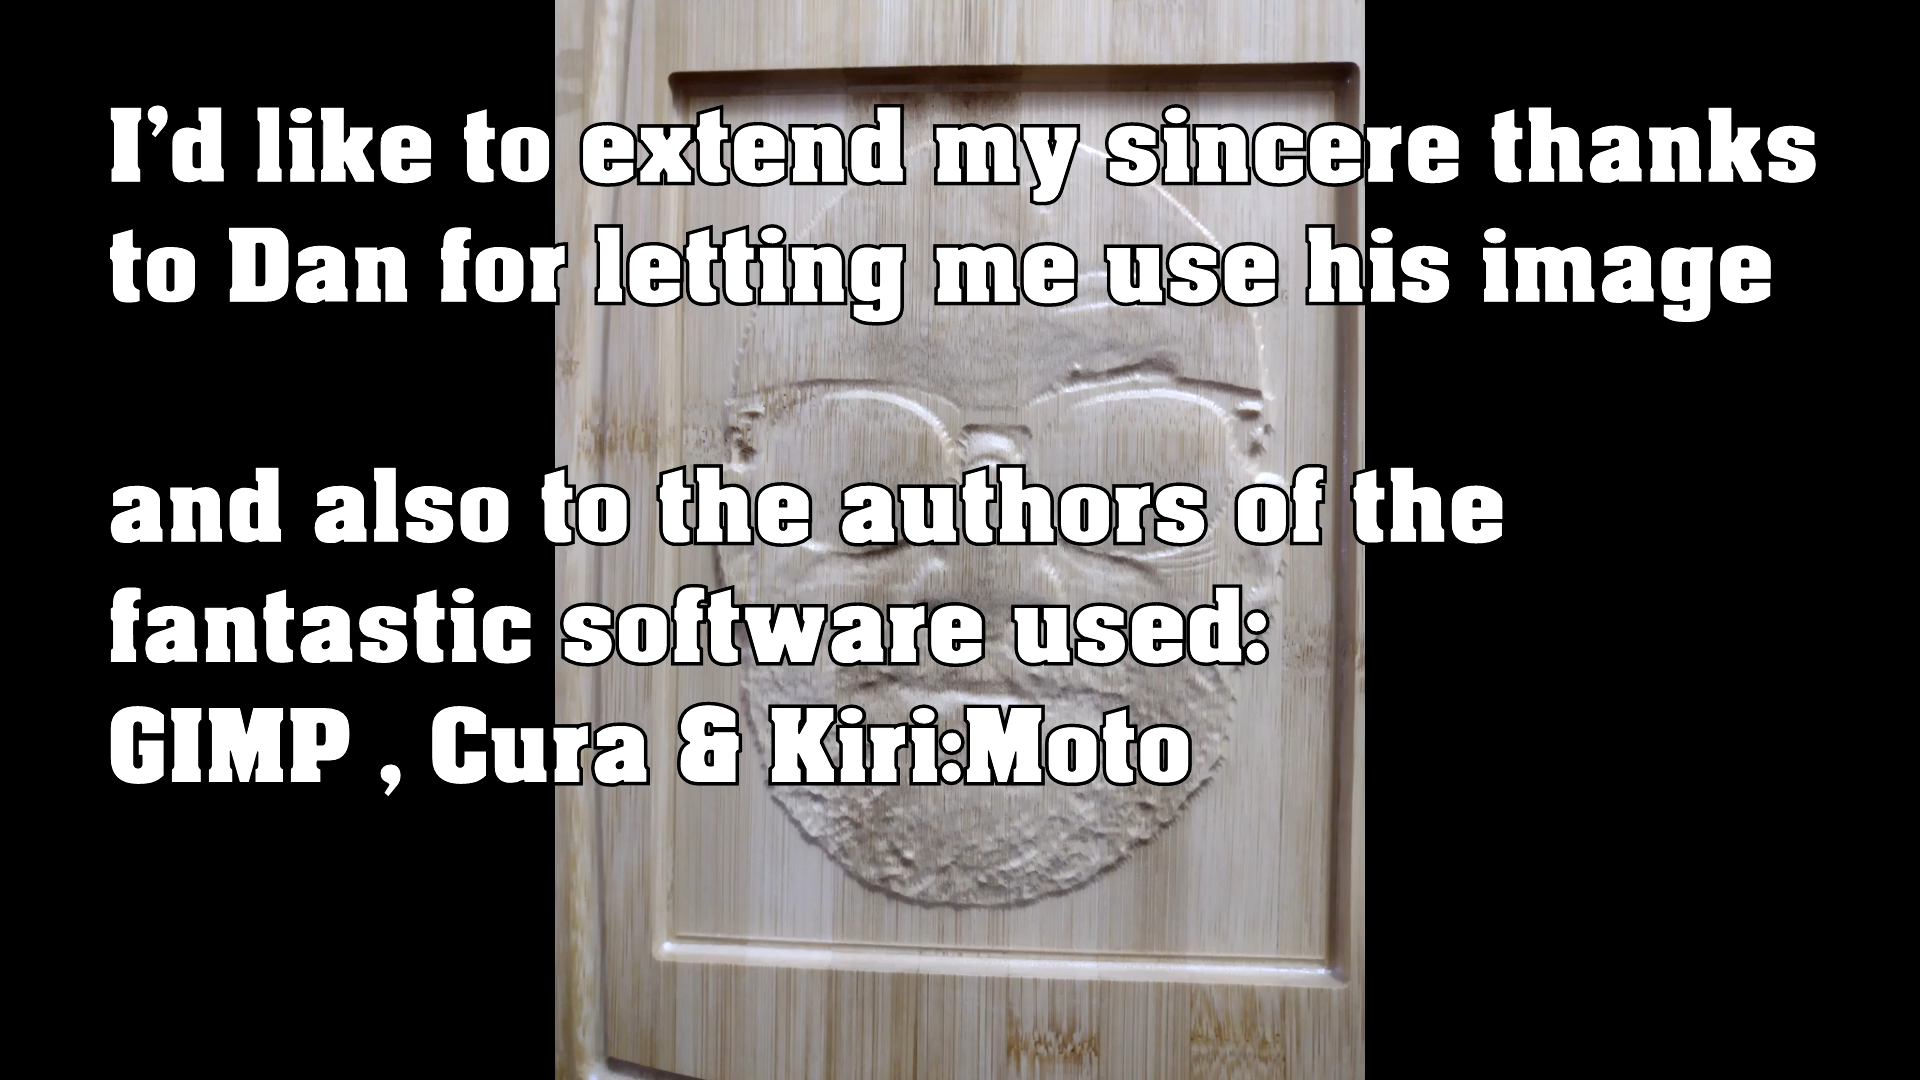 I'd like to extend my sincere thanks
to Dan for letting me use his image
and also to the authors of the
fantastic software used:
GIMP , Cura & Kiri:Moto